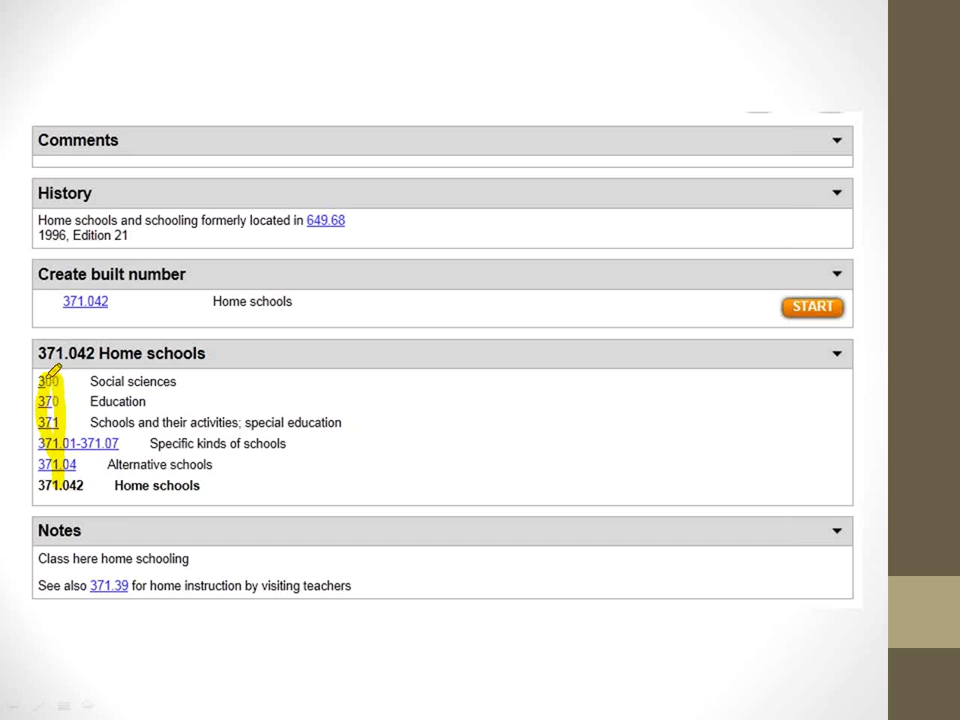 Comments
History
Home schools and schooling formerly located in 649.68
1996, Edition 21
Create built number
371.042 Home schools
START
371.042 Home schools
300 Social sciences
370 Education
371 Schools and their activities; special education
371.01-371.07 Specific kinds of schools
371.04 Alternative schools
371.042 Home schools
Notes
Class here home schooling
See also 371.39 for home instruction by visiting teachers